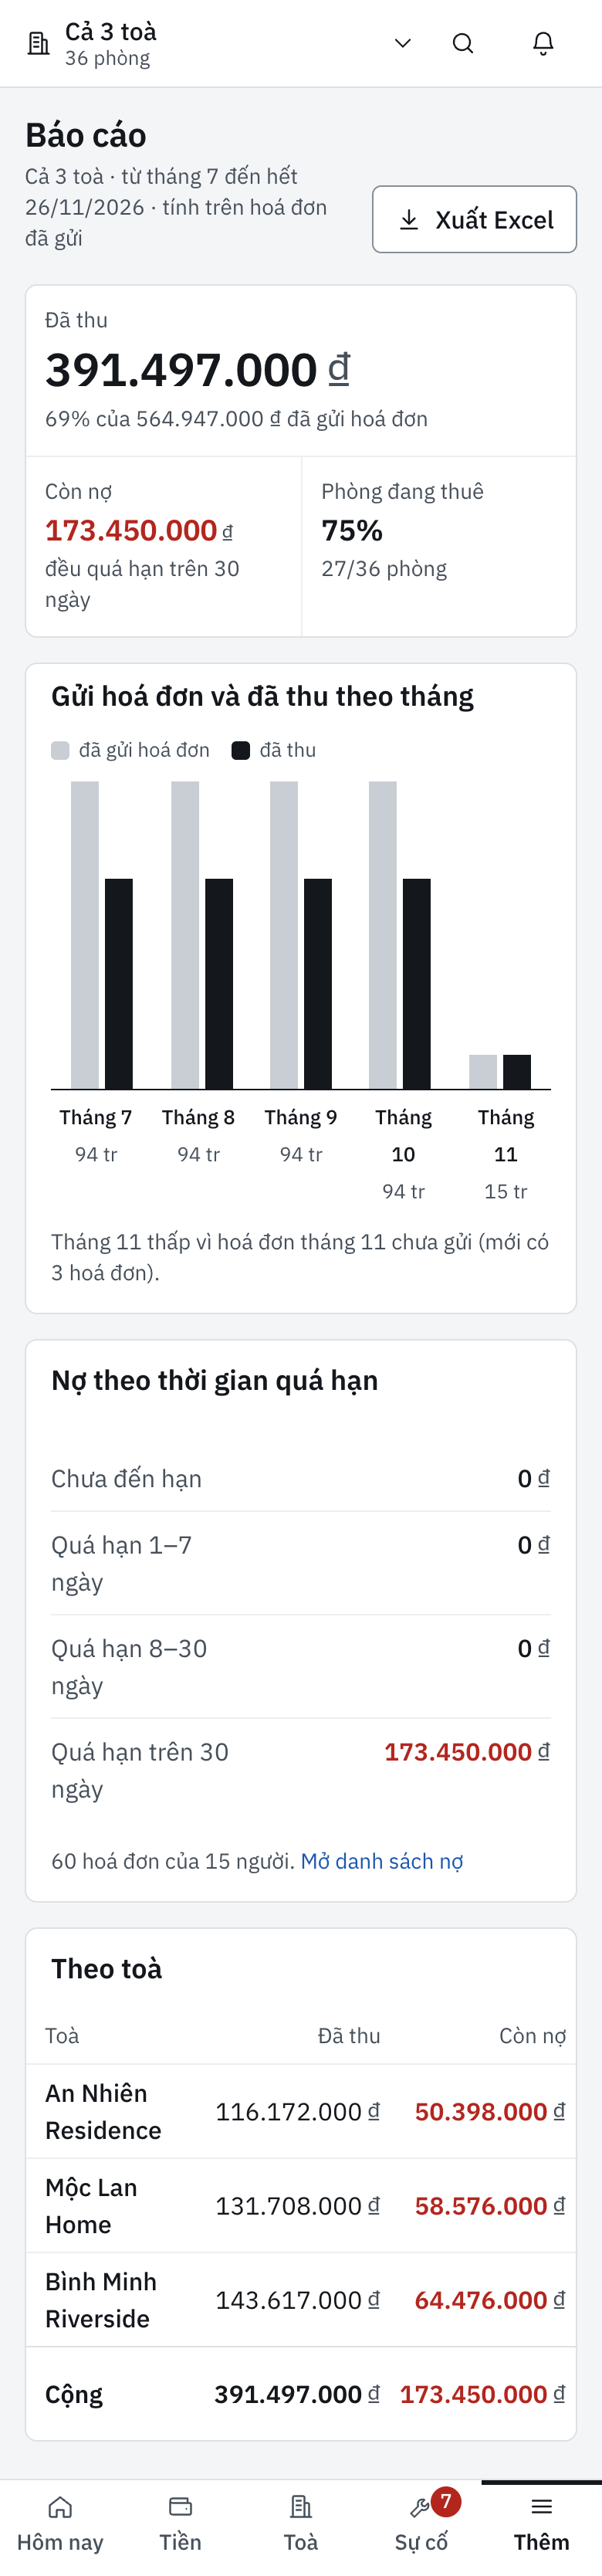 Cả 3 toà
36 phòng
Báo cáo
Cả 3 toà · từ tháng 7 đến hết
26/11/2026 · tính trên hoá đơn
đã gửi
Xuất Excel
Đã thu
391.497.000 ₫
69% của 564.947.000 ₫ đã gửi hoá đơn
Còn nợ
173.450.000 ₫
đều quá hạn trên 30
ngày
Phòng đang thuê
75%
27/36 phòng
Gửi hoá đơn và đã thu theo tháng
đã gửi hoá đơn
đã thu
Tháng 7
94 tr
Tháng 8
94 tr
Tháng 9
94 tr
Tháng
10
94 tr
Tháng
11
15 tr
Tháng 11 thấp vì hoá đơn tháng 11 chưa gửi (mới có
3 hoá đơn).
Nợ theo thời gian quá hạn
Chưa đến hạn 0 ₫
Quá hạn 1–7 0 ₫
ngày
Quá hạn 8–30 0 ₫
ngày
Quá hạn trên 30 173.450.000 ₫
ngày
60 hoá đơn của 15 người. Mở danh sách nợ
Theo toà
Toà Đã thu Còn nợ
An Nhiên
Residence
116.172.000 ₫ 50.398.000 ₫
Mộc Lan
Home
131.708.000 ₫ 58.576.000 ₫
Bình Minh
Riverside
143.617.000 ₫ 64.476.000 ₫
Cộng 391.497.000 ₫ 173.450.000 ₫
7
Hôm nay Tiền Toà Sự cố Thêm